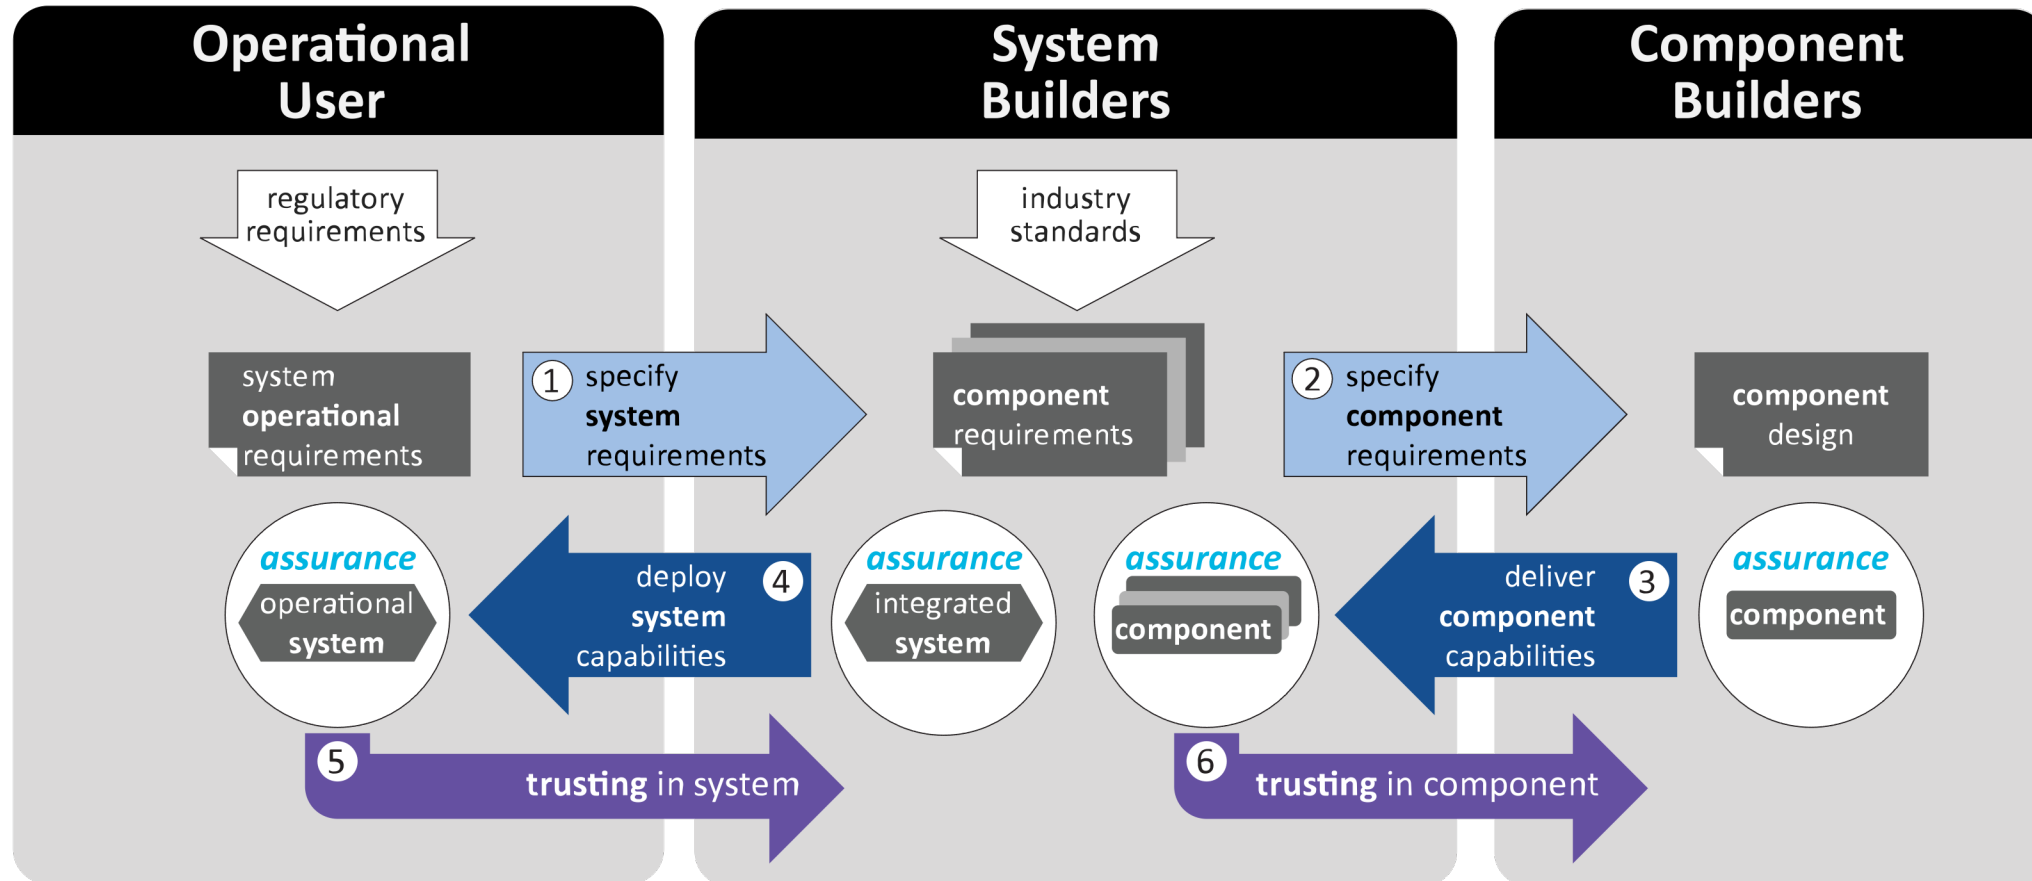 Operational
User
System
Builders
Component
Builders
regulatory
requirements
industry
standards
system
operational
requirements
1
specify
system
requirements
component
requirements
2
specify
component
requirements
component
design
assurance
operational
system
deploy
system
capabilities
4
assurance
integrated
system
assurance
component
deliver
component
capabilities
3
assurance
component
5
trusting in system
6
trusting in component